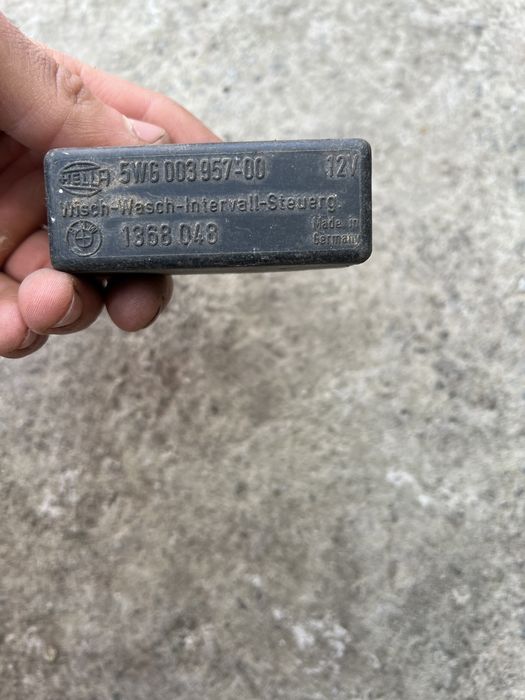 HELLA 5WG 003 957-00 12V
Wisch-Wasch-Intervall-Steuerg.
1368 048 Made in
Germany